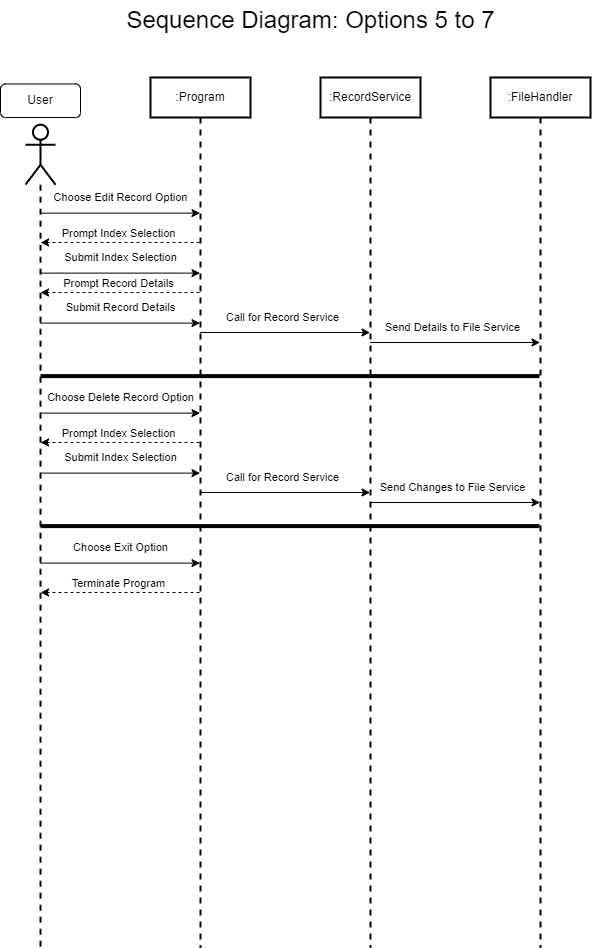 Sequence Diagram: Options 5 to 7
User
:Program
:RecordService
:FileHandler
Choose Edit Record Option
Prompt Index Selection
Submit Index Selection
Prompt Record Details
Submit Record Details
Call for Record Service
Send Details to File Service
Choose Delete Record Option
Prompt Index Selection
Submit Index Selection
Call for Record Service
Send Changes to File Service
Choose Exit Option
Terminate Program